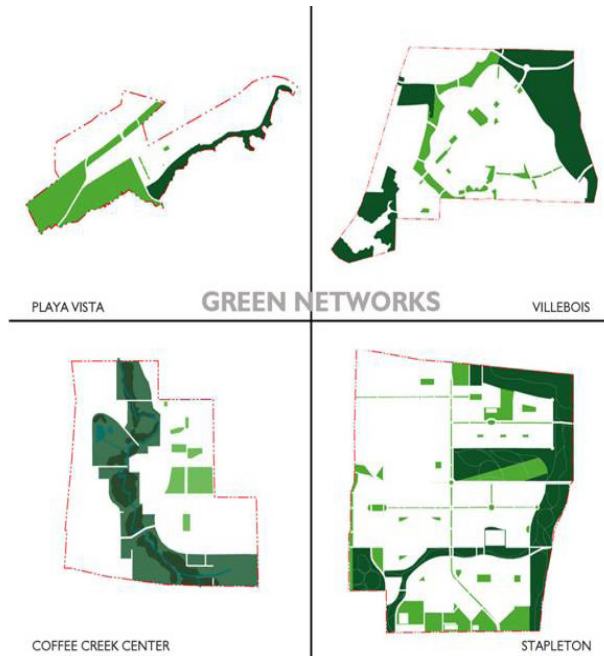 PLAYA VISTA
GREEN NETWORKS
VILLEBOIS
COFFEE CREEK CENTER
STAPLETON